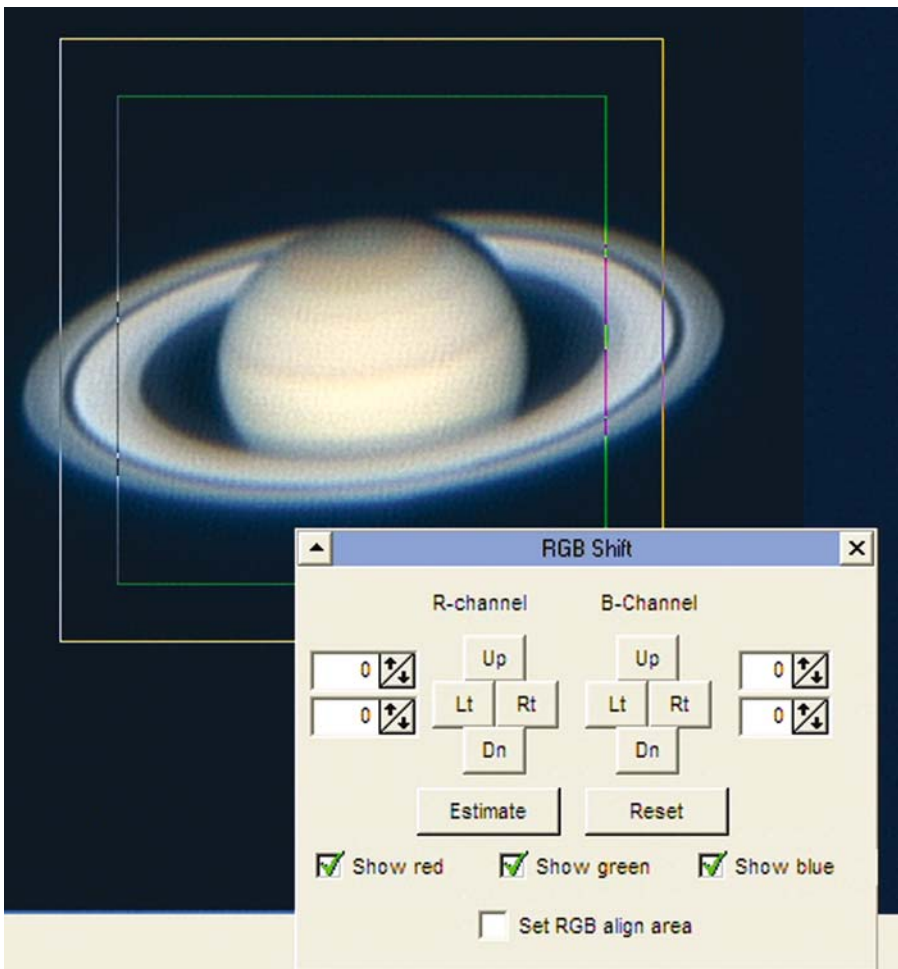 RGB Shift
R-channel B-Channel
Up Up
0 0
Lt Rt Lt Rt
0 0
Dn Dn
Estimate Reset
Show red Show green Show blue
Set RGB align area